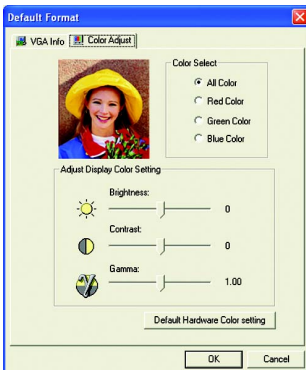 Default Format
VGA Info
Color Adjust
Color Select
All Color
Red Color
Green Color
Blue Color
Adjust Display Color Setting
Brightness:
0
Contrast:
0
Gamma:
1.00
Default Hardware Color setting
OK
Cancel